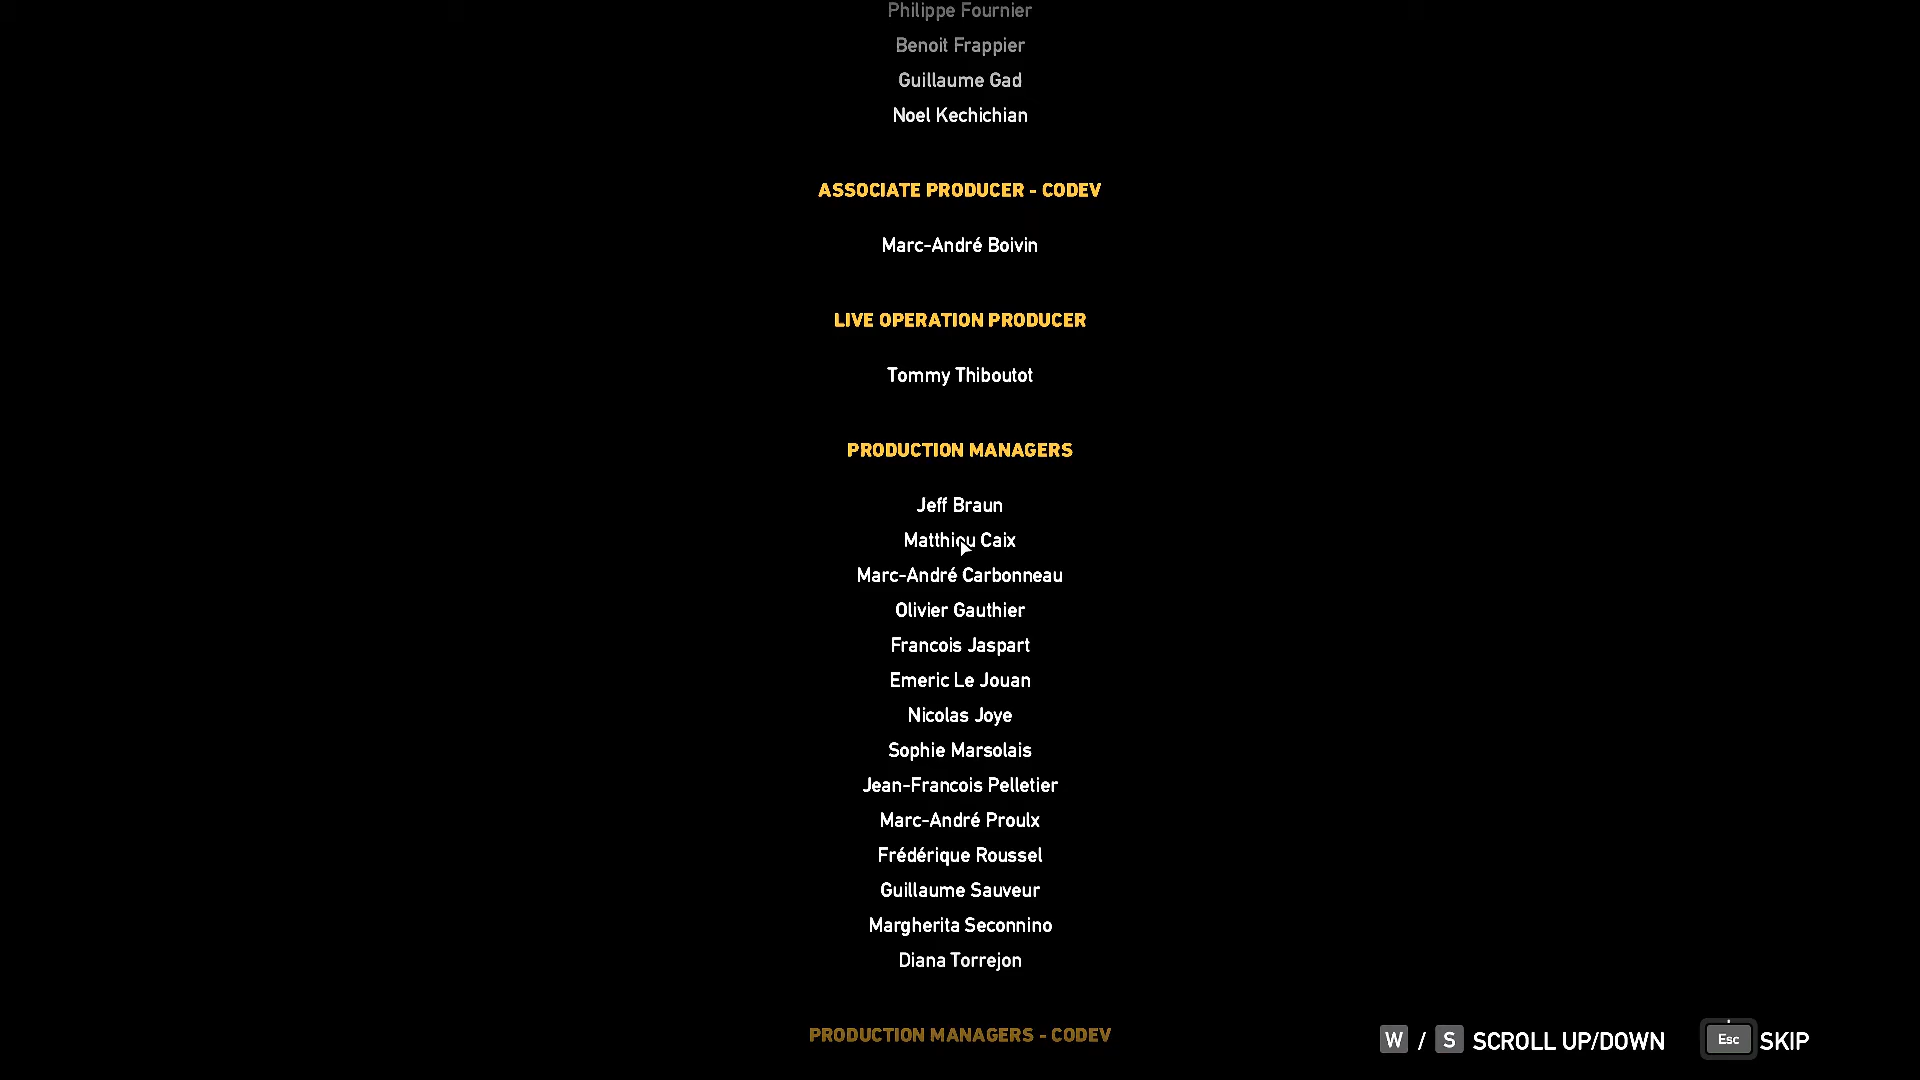 Philippe Fournier
Benoit Frappier
Guillaume Gad
Noel Kechichian
ASSOCIATE PRODUCER - CODEV
Marc-André Boivin
LIVE OPERATION PRODUCER
Tommy Thiboutot
PRODUCTION MANAGERS
Jeff Braun
Matthieu Caix
Marc-André Carbonneau
Olivier Gauthier
Francois Jaspart
Emeric Le Jouan
Nicolas Joye
Sophie Marsolais
Jean-Francois Pelletier
Marc-André Proulx
Frédérique Roussel
Guillaume Sauveur
Margherita Seconnino
Diana Torrejon
PRODUCTION MANAGERS - CODEV
W / S SCROLL UP/DOWN Esc SKIP